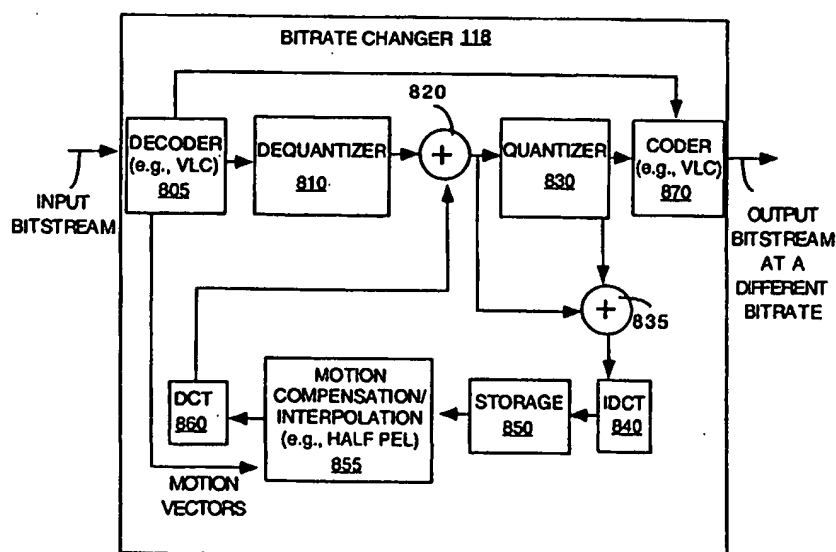 BITRATE CHANGER 118
820
DECODER
(e.g., VLC)
805
DEQUANTIZER
810
+
QUANTIZER
830
CODER
(e.g., VLC)
870
INPUT
BITSTREAM
OUTPUT
BITSTREAM
AT A
DIFFERENT
BITRATE
+
835
DCT
860
MOTION
COMPENSATION/
INTERPOLATION
(e.g., HALF PEL)
855
STORAGE
850
IDCT
840
MOTION
VECTORS